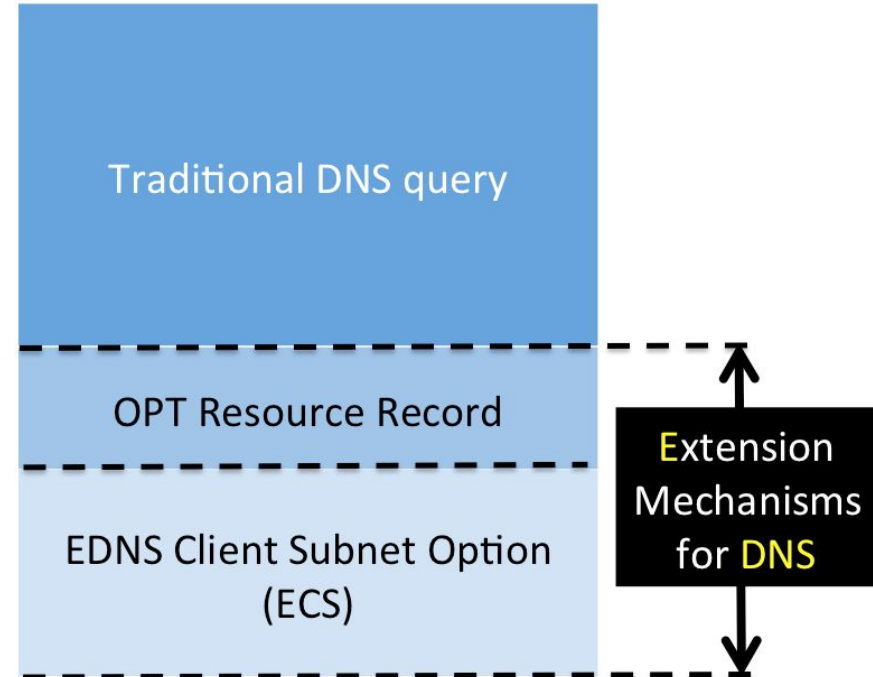 Traditional DNS query
OPT Resource Record
EDNS Client Subnet Option
(ECS)
Extension
Mechanisms
for DNS